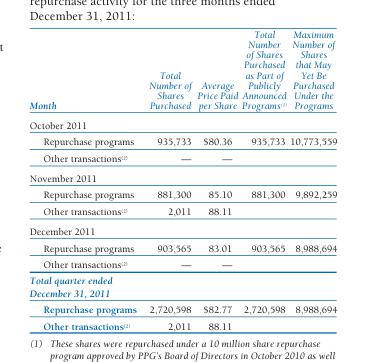 repurchase activity for the three months ended
December 31, 2011:
Month
Total Number of Shares Purchased
Average Price Paid per Share
Total Number of Shares Purchased as Part of Publicly Announced Programs(1)
Maximum Number of Shares that May Yet Be Purchased Under the Programs
October 2011
Repurchase programs 935,733 $80.36 935,733 10,773,559
Other transactions(2) — —
November 2011
Repurchase programs 881,300 85.10 881,300 9,892,259
Other transactions(2) 2,011 88.11
December 2011
Repurchase programs 903,565 83.01 903,565 8,988,694
Other transactions(2) — —
Total quarter ended
December 31, 2011
Repurchase programs 2,720,598 $82.77 2,720,598 8,988,694
Other transactions(2) 2,011 88.11
(1) These shares were repurchased under a 10 million share repurchase
program approved by PPG's Board of Directors in October 2010 as well